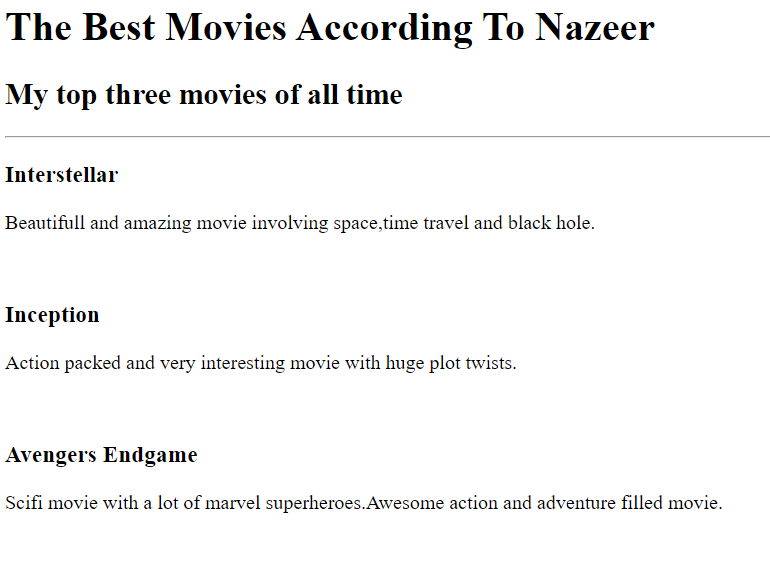 The Best Movies According To Nazeer
My top three movies of all time
Interstellar
Beautifull and amazing movie involving space,time travel and black hole.
Inception
Action packed and very interesting movie with huge plot twists.
Avengers Endgame
Scifi movie with a lot of marvel superheroes.Awesome action and adventure filled movie.